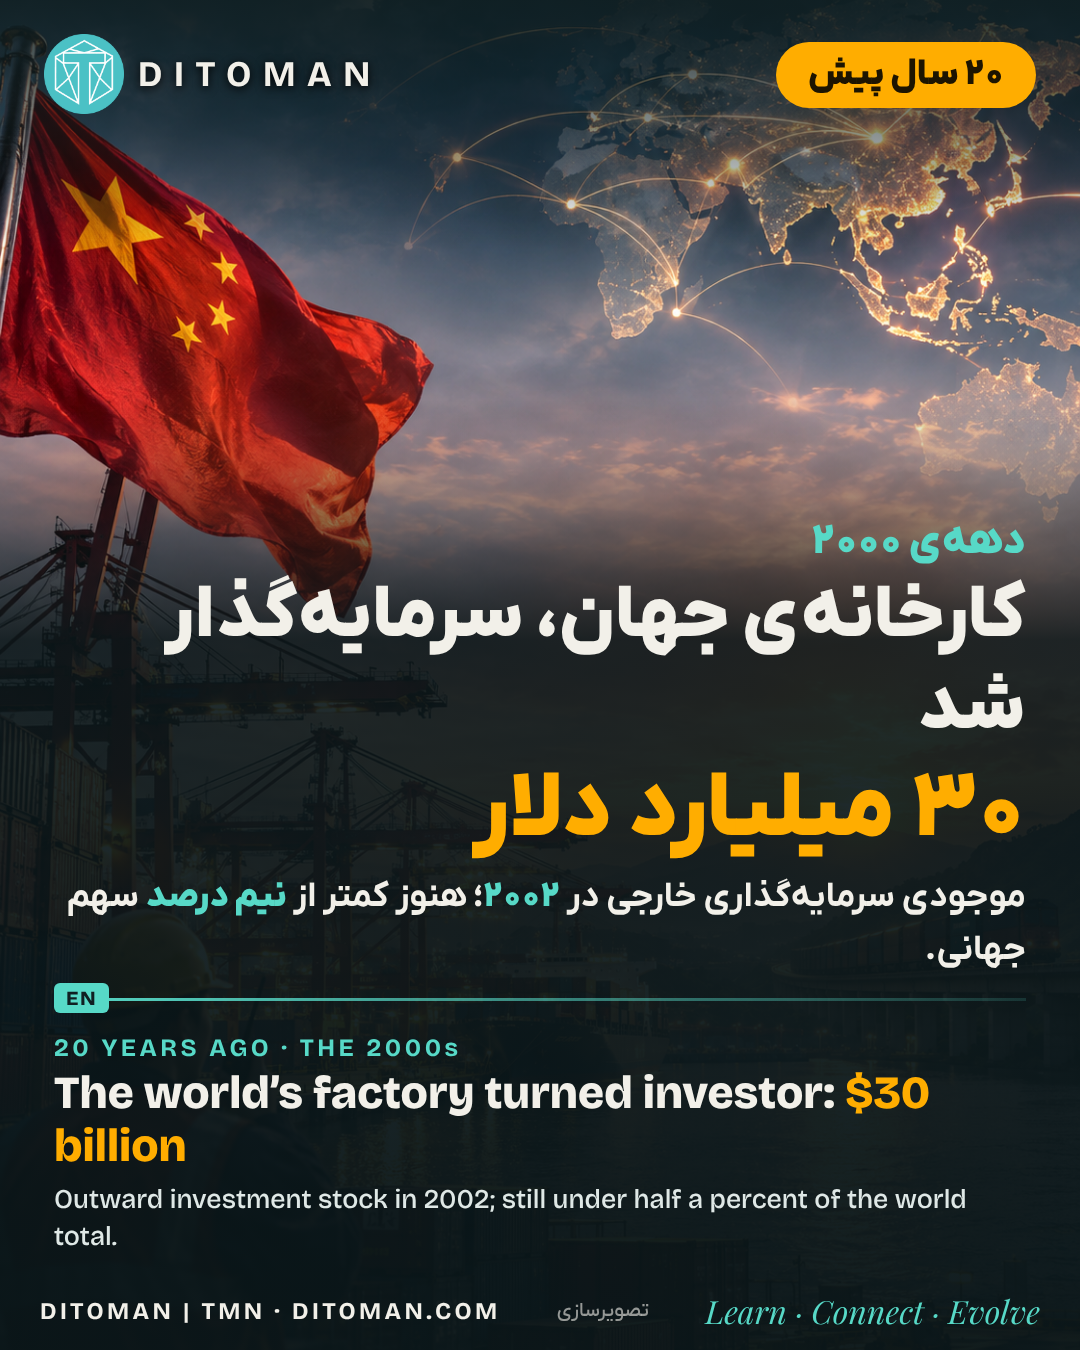 DITOMAN
۲۰ سال پیش
دهه‌ی ۲۰۰۰
کارخانه‌ی جهان، سرمایه‌گذار
شد
۳۰ میلیارد دلار
موجودی سرمایه‌گذاری خارجی در ۲۰۰۲؛ هنوز کمتر از نیم درصد سهم
جهانی.
EN
20 YEARS AGO · THE 2000s
The world’s factory turned investor: $30
billion
Outward investment stock in 2002; still under half a percent of the world
total.
DITOMAN | TMN · DITOMAN.COM
تصویرسازی
Learn · Connect · Evolve